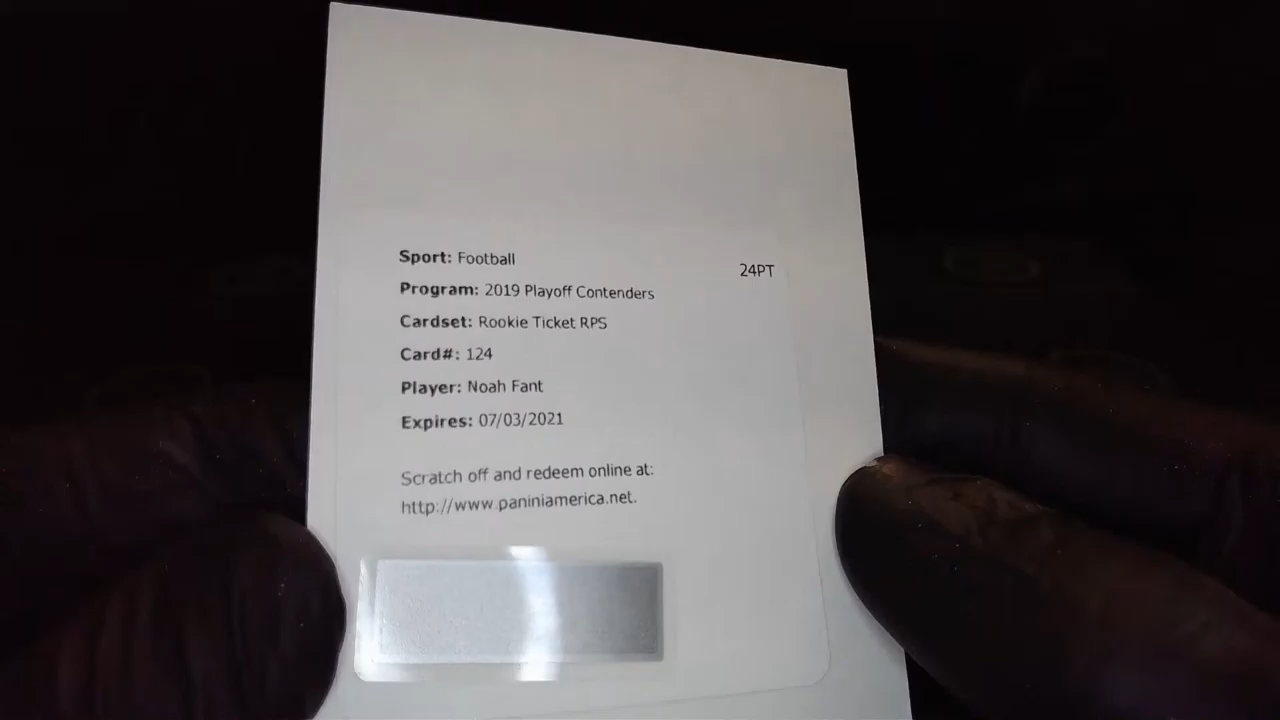 Sport: Football
24PT
Program: 2019 Playoff Contenders
Cardset: Rookie Ticket RPS
Card#: 124
Player: Noah Fant
Expires: 07/03/2021
Scratch off and redeem online at:
http://www.paniniamerica.net.